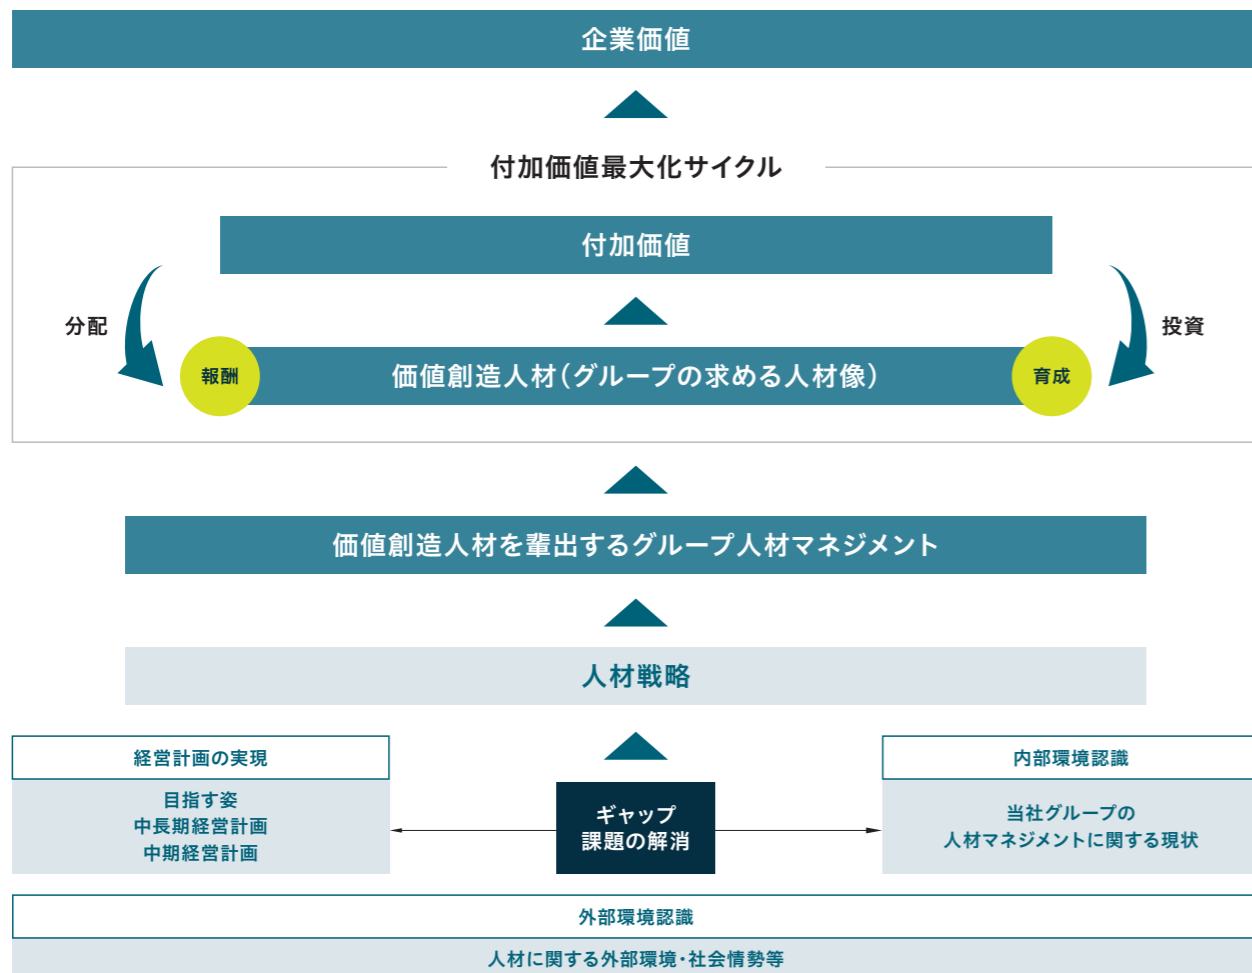 企業価値
付加価値最大化サイクル
付加価値
分配
投資
報酬
価値創造人材（グループの求める人材像）
育成
価値創造人材を輩出するグループ人材マネジメント
人材戦略
経営計画の実現
目指す姿
中長期経営計画
中期経営計画
ギャップ
課題の解消
内部環境認識
当社グループの
人材マネジメントに関する現状
外部環境認識
人材に関する外部環境・社会情勢等